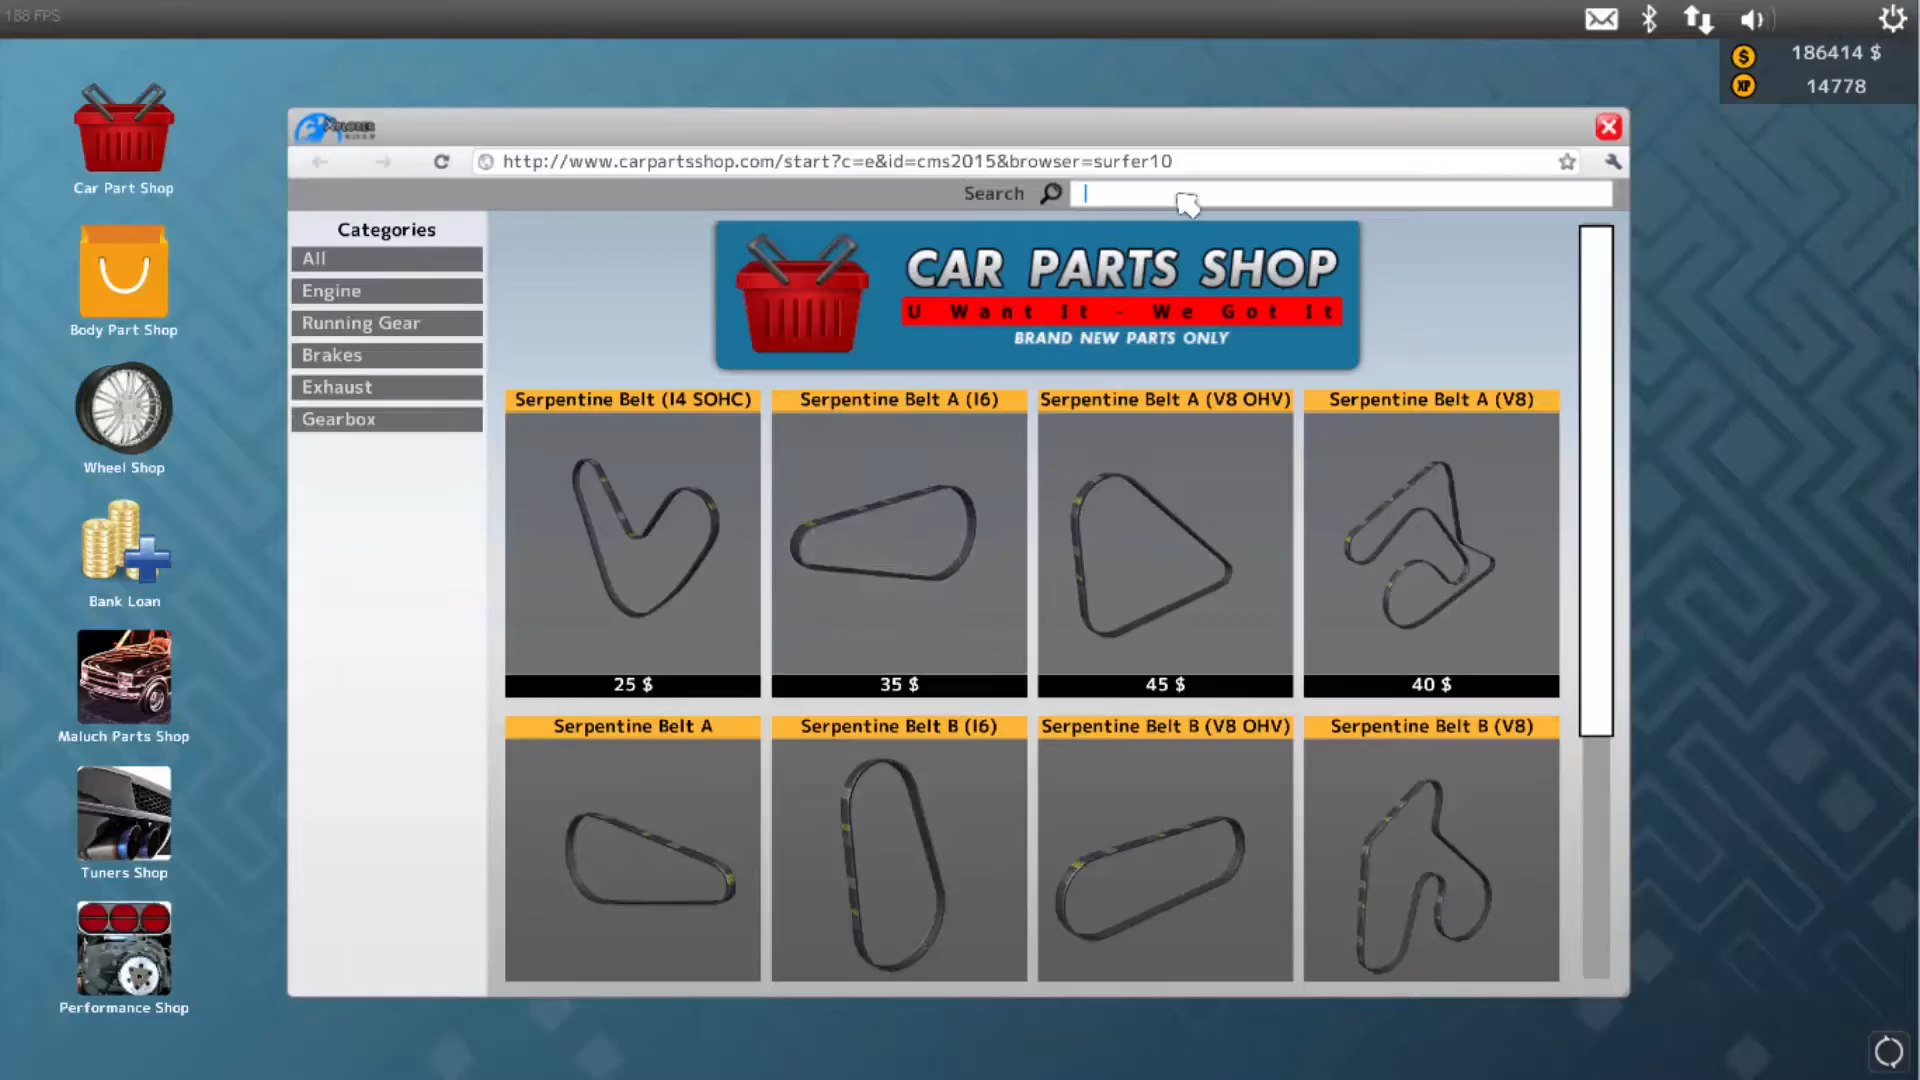 188 FPS
186414 $
XP 14778
Car Part Shop
Body Part Shop
Wheel Shop
Bank Loan
Maluch Parts Shop
Tuners Shop
Performance Shop
http://www.carpartsshop.com/start?c=e&id=cms2015&browser=surfer10
Search
Categories
All
Engine
Running Gear
Brakes
Exhaust
Gearbox
CAR PARTS SHOP
U Want It - We Got It
BRAND NEW PARTS ONLY
Serpentine Belt (I4 SOHC)
Serpentine Belt A (I6)
Serpentine Belt A (V8 OHV)
Serpentine Belt A (V8)
25 $
35 $
45 $
40 $
Serpentine Belt A
Serpentine Belt B (I6)
Serpentine Belt B (V8 OHV)
Serpentine Belt B (V8)